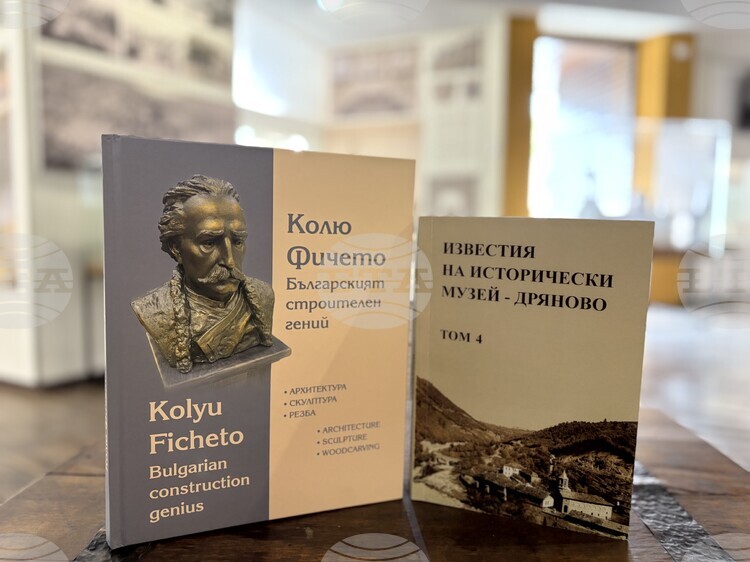 Колю
Фичето
Българският
строителен
гений
• АРХИТЕКТУРА
• СКУЛПТУРА
• РЕЗБА
• ARCHITECTURE
• SCULPTURE
• WOODCARVING
Kolyu
Ficheto
Bulgarian
construction
genius
ИЗВЕСТИЯ
НА ИСТОРИЧЕСКИ
МУЗЕЙ - ДРЯНОВО
ТОМ 4